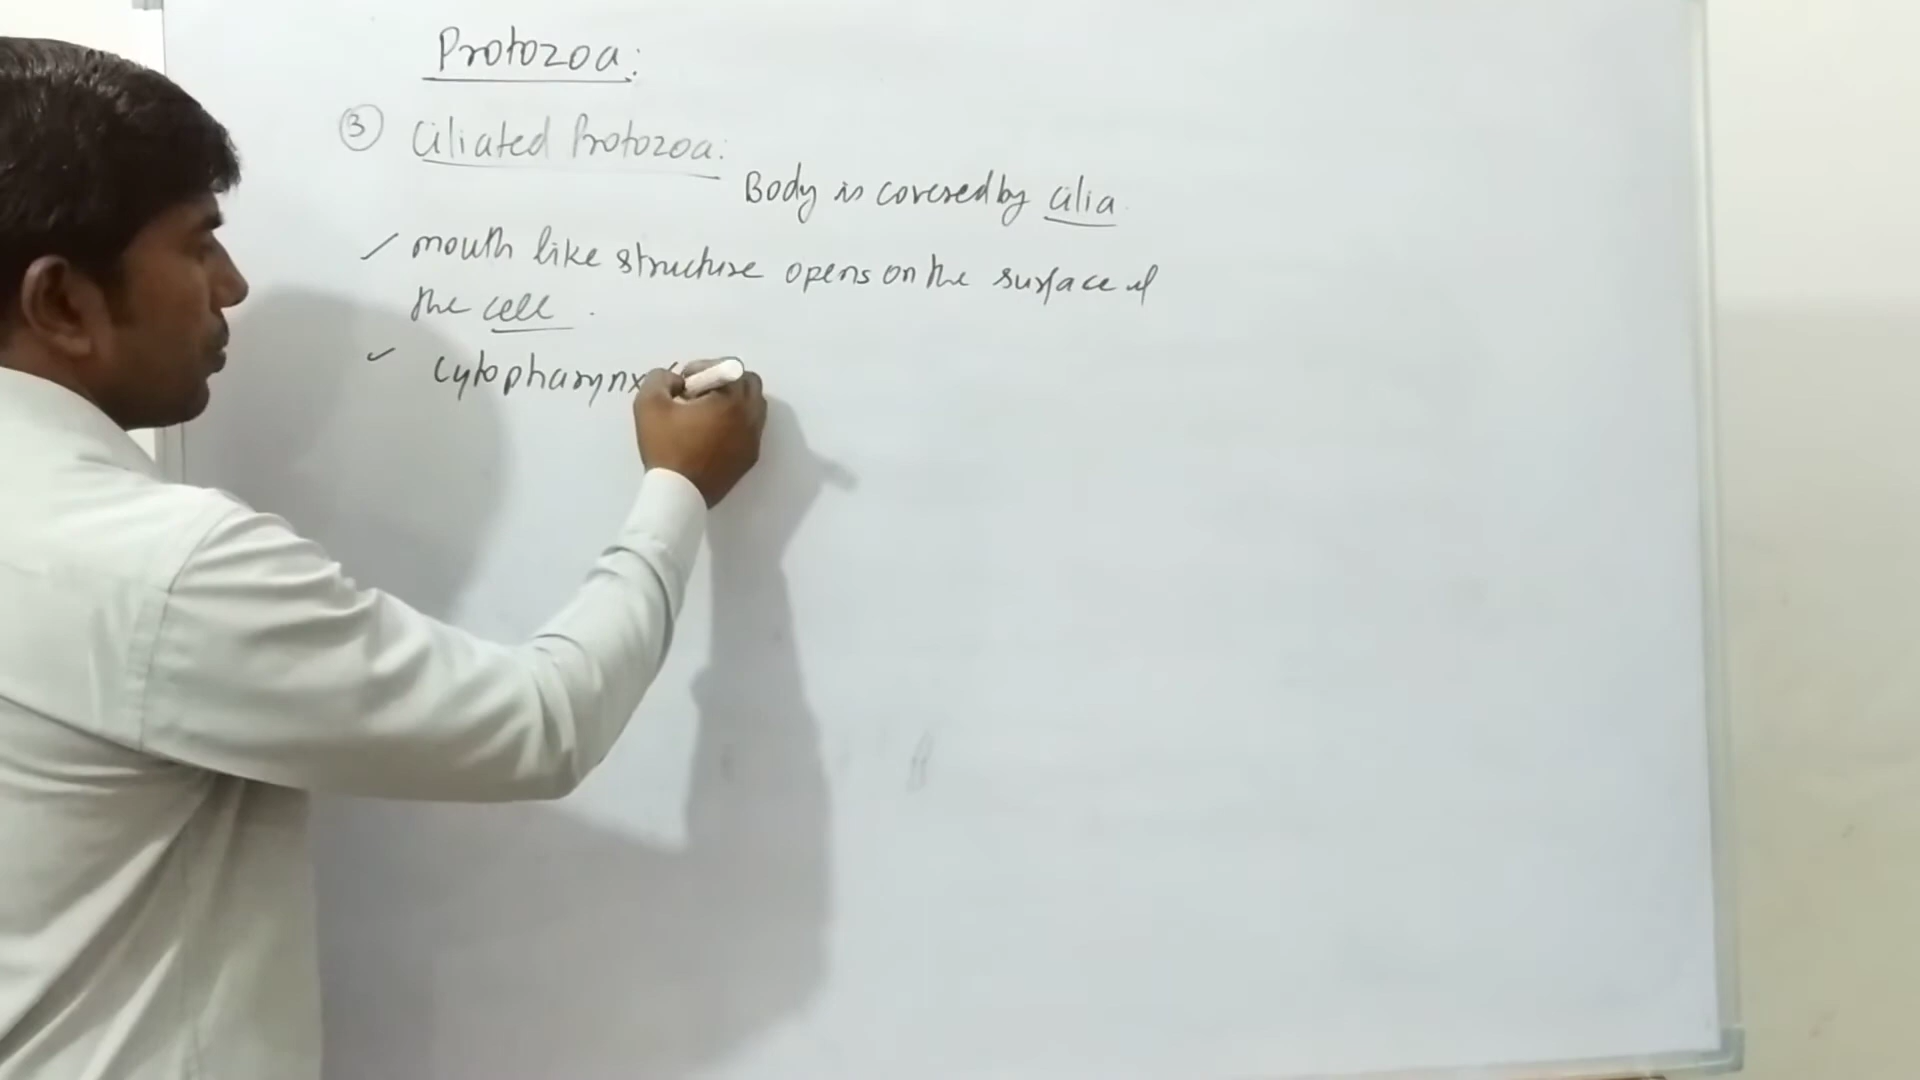 Protozoa:
③ Ciliated Protozoa:
Body is covered by Cilia.
✓ mouth like structure opens on the surface of
the cell.
✓ cytopharynx (